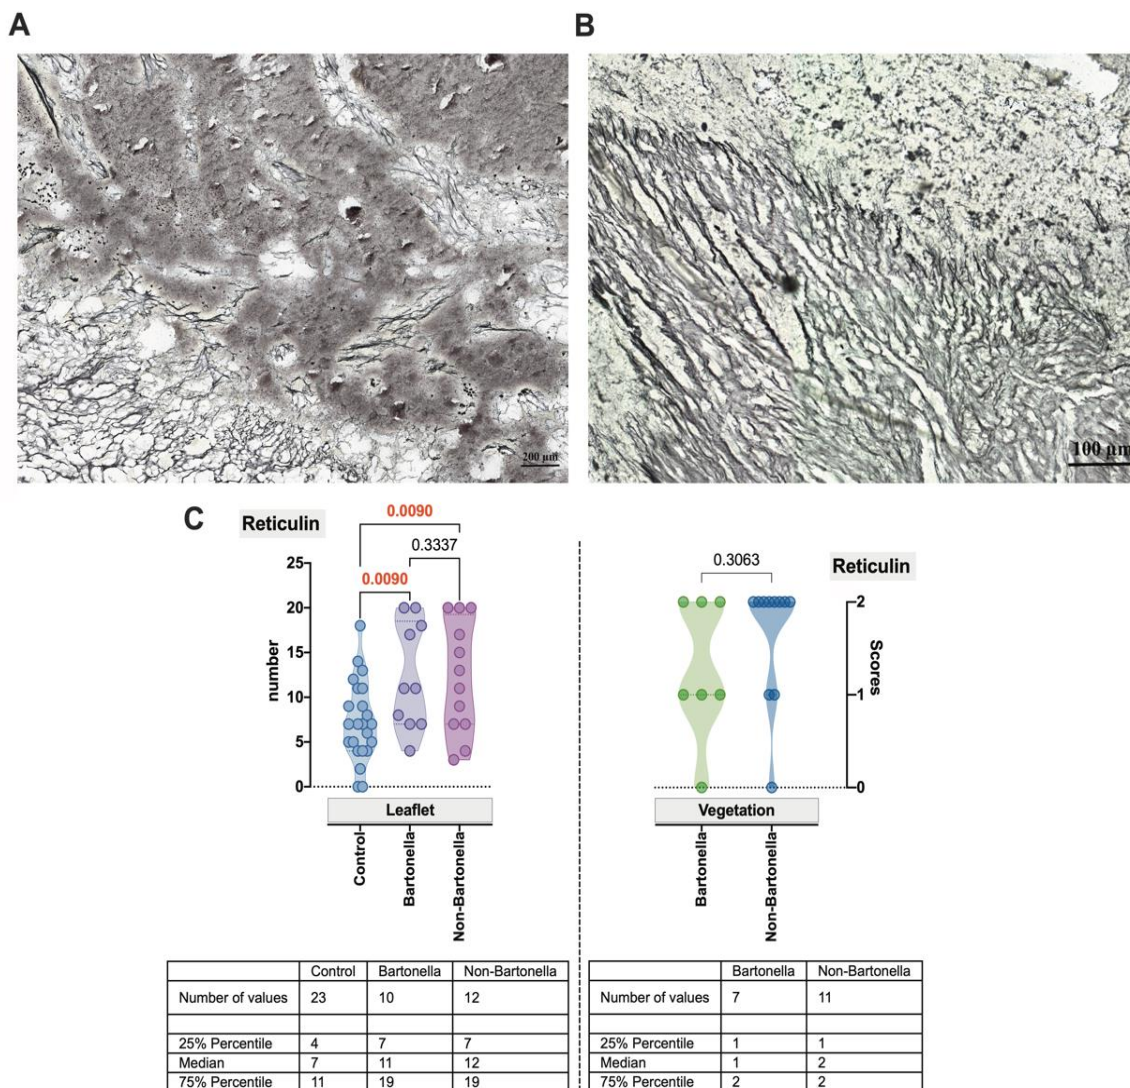 A
B
200 µm
100 µm
C
Reticulin
0.0090
0.3337
0.0090
25
20
15
10
5
0
number
Leaflet
Control
Bartonella
Non-Bartonella
0.3063
Reticulin
2
1
0
Scores
Vegetation
Bartonella
Non-Bartonella
Control Bartonella Non-Bartonella
Number of values 23 10 12
25% Percentile 4 7 7
Median 7 11 12
75% Percentile 11 19 19
Bartonella Non-Bartonella
Number of values 7 11
25% Percentile 1 1
Median 1 2
75% Percentile 2 2